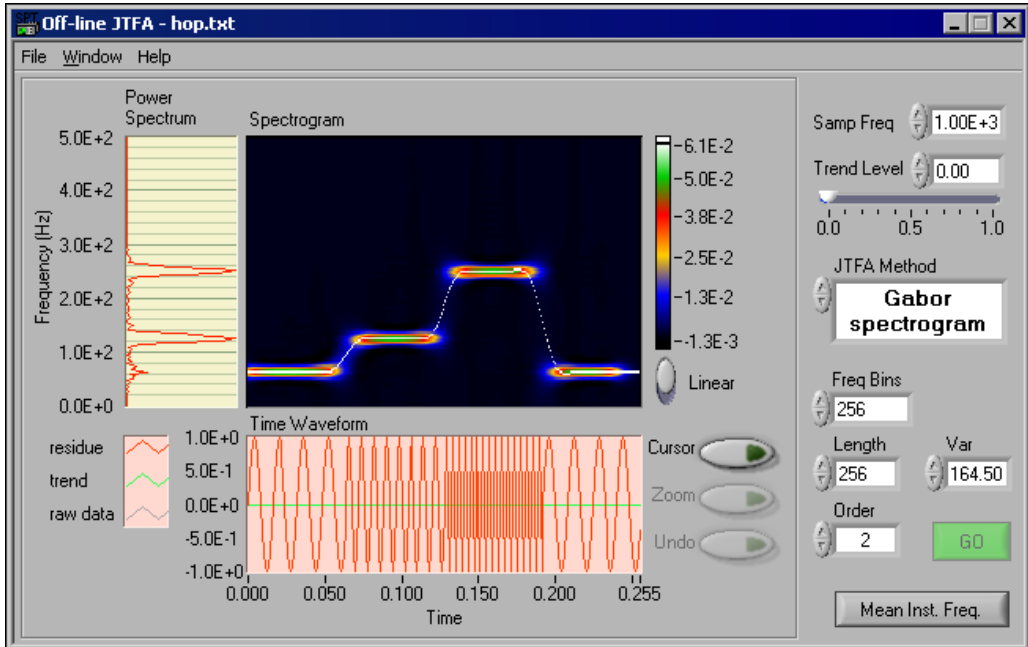 SRT
Off-line JTFA - hop.txt
File Window Help
Power
Spectrum
Spectrogram
Frequency (Hz)
5.0E+2
4.0E+2
3.0E+2
2.0E+2
1.0E+2
0.0E+0
6.1E-2
5.0E-2
3.8E-2
2.5E-2
1.3E-2
-1.3E-3
Linear
Time Waveform
residue
trend
raw data
1.0E+0
5.0E-1
0.0E+0
-5.0E-1
-1.0E+0
0.000 0.050 0.100 0.150 0.200 0.255
Time
Cursor
Zoom
Undo
Samp Freq 1.00E+3
Trend Level 0.00
0.0 0.5 1.0
JTFA Method
Gabor
spectrogram
Freq Bins
256
Length Var
256 164.50
Order
2 GO
Mean Inst. Freq.